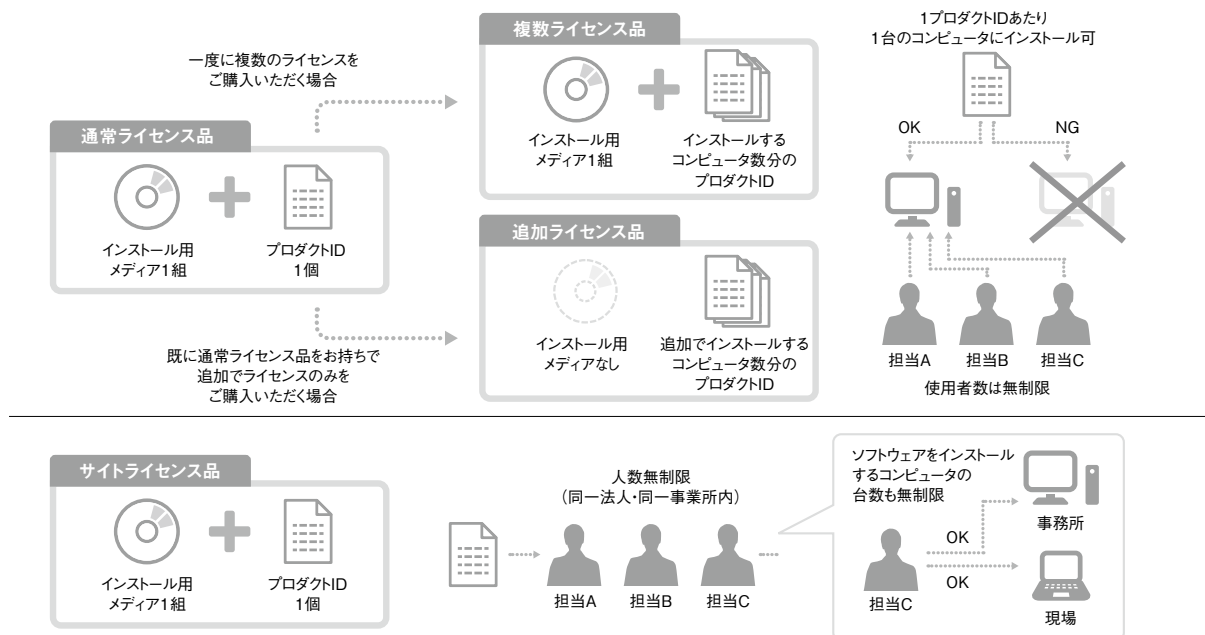 一度に複数のライセンスを
ご購入いただく場合
通常ライセンス品
インストール用
メディア1組
プロダクトID
1個
既に通常ライセンス品をお持ちで
追加でライセンスのみを
ご購入いただく場合
複数ライセンス品
インストール用
メディア1組
インストールする
コンピュータ数分の
プロダクトID
追加ライセンス品
インストール用
メディアなし
追加でインストールする
コンピュータ数分の
プロダクトID
1プロダクトIDあたり
1台のコンピュータにインストール可
OK
NG
担当A
担当B
担当C
使用者数は無制限
サイトライセンス品
インストール用
メディア1組
プロダクトID
1個
人数無制限
（同一法人・同一事業所内）
担当A
担当B
担当C
ソフトウェアをインストール
するコンピュータの
台数も無制限
OK
OK
担当C
事務所
現場